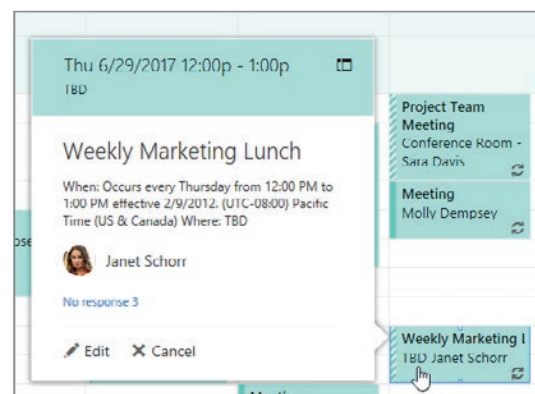 Thu 6/29/2017 12:00p - 1:00p
TBD
Weekly Marketing Lunch
When: Occurs every Thursday from 12:00 PM to
1:00 PM effective 2/9/2012. (UTC-08:00) Pacific
Time (US & Canada) Where: TBD
Janet Schorr
No response 3
Edit Cancel
Project Team
Meeting
Conference Room -
Sara Davis
Meeting
Molly Dempsey
Weekly Marketing L
TBD Janet Schorr